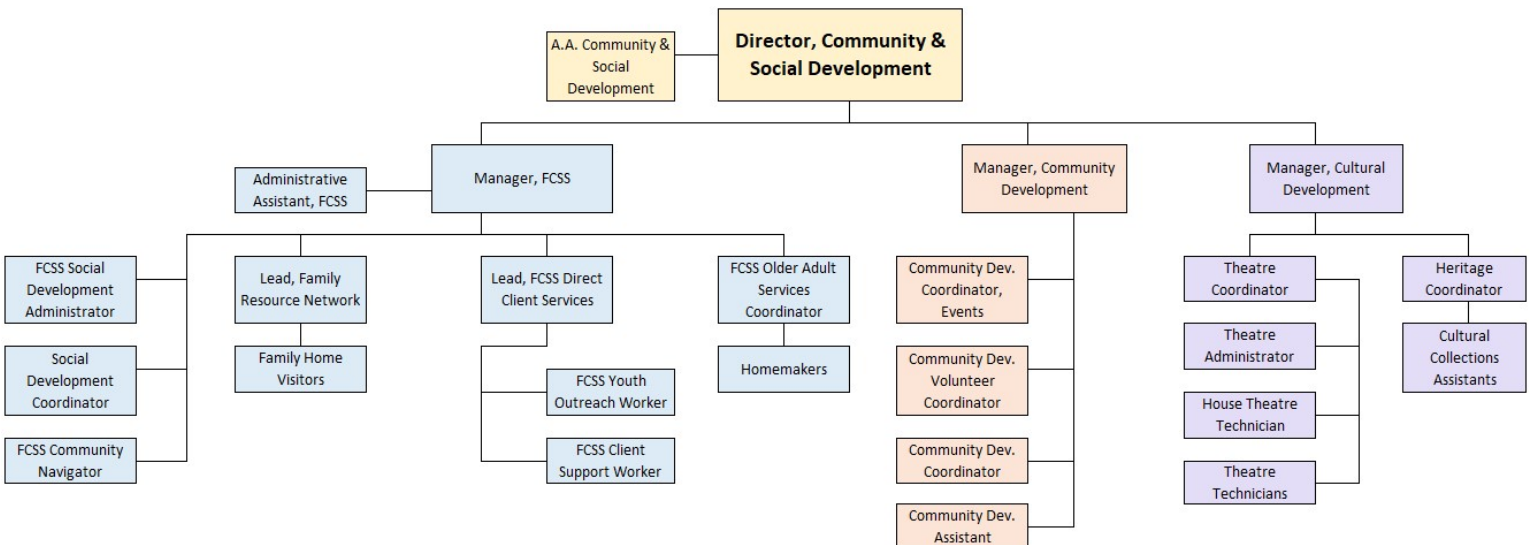 A.A. Community &
Social
Development
Director, Community &
Social Development
Administrative
Assistant, FCSS
Manager, FCSS
Manager, Community
Development
Manager, Cultural
Development
FCSS Social
Development
Administrator
Lead, Family
Resource Network
Lead, FCSS Direct
Client Services
FCSS Older Adult
Services
Coordinator
Community Dev.
Coordinator,
Events
Theatre
Coordinator
Heritage
Coordinator
Social
Development
Coordinator
Family Home
Visitors
FCSS Youth
Outreach Worker
Homemakers
Community Dev.
Volunteer
Coordinator
Theatre
Administrator
Cultural
Collections
Assistants
FCSS Community
Navigator
FCSS Client
Support Worker
Community Dev.
Coordinator
House Theatre
Technician
Theatre
Technicians
Community Dev.
Assistant